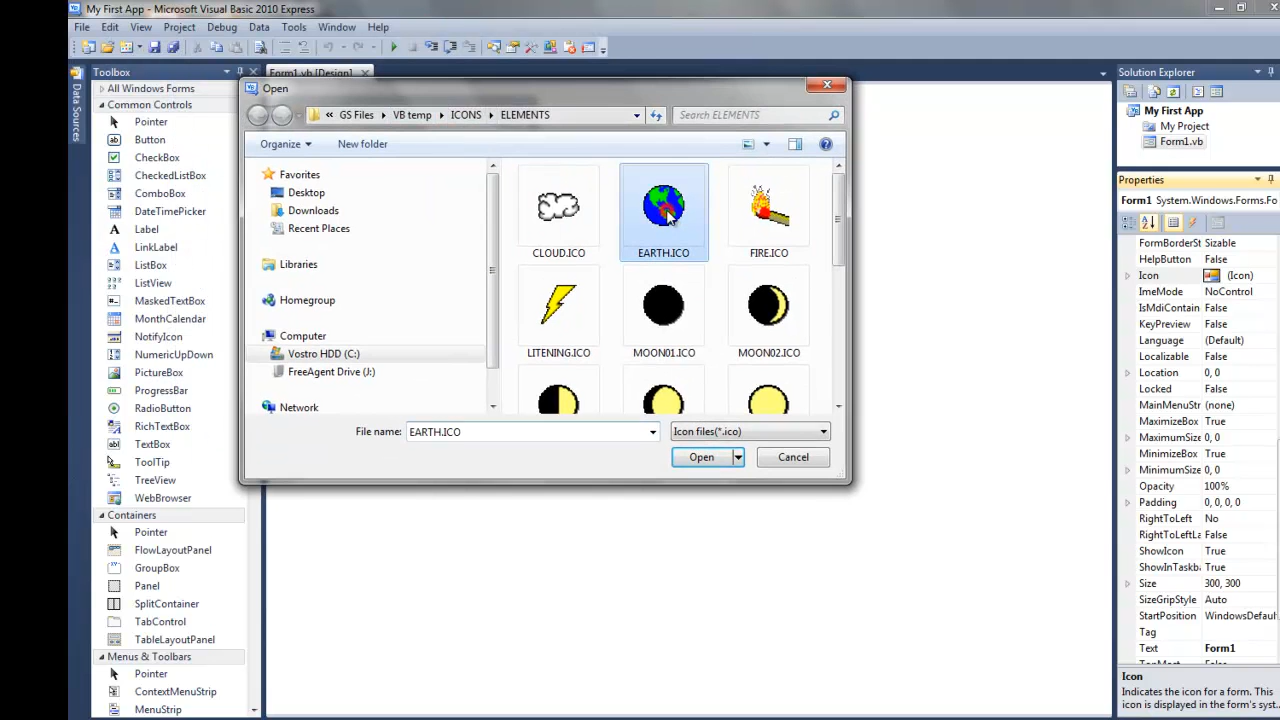 My First App - Microsoft Visual Basic 2010 Express
File Edit View Project Debug Data Tools Window Help
Data Sources
Toolbox
All Windows Forms
Common Controls
Pointer
Button
CheckBox
CheckedListBox
ComboBox
DateTimePicker
Label
LinkLabel
ListBox
ListView
MaskedTextBox
MonthCalendar
NotifyIcon
NumericUpDown
PictureBox
ProgressBar
RadioButton
RichTextBox
TextBox
ToolTip
TreeView
WebBrowser
Containers
Pointer
FlowLayoutPanel
GroupBox
Panel
SplitContainer
TabControl
TableLayoutPanel
Menus & Toolbars
Pointer
ContextMenuStrip
MenuStrip
Form1.vb [Design]
Open
« GS Files VB temp ICONS ELEMENTS
Search ELEMENTS
Organize New folder
Favorites
Desktop
Downloads
Recent Places
Libraries
Homegroup
Computer
Vostro HDD (C:)
FreeAgent Drive (J:)
Network
CLOUD.ICO EARTH.ICO FIRE.ICO
LITENING.ICO MOON01.ICO MOON02.ICO
File name: EARTH.ICO Icon files(*.ico)
Open Cancel
Solution Explorer
My First App
My Project
Form1.vb
Properties
Form1 System.Windows.Forms.Fo
FormBorderSt Sizable
HelpButton False
Icon (Icon)
ImeMode NoControl
IsMdiContain False
KeyPreview False
Language (Default)
Localizable False
Location 0, 0
Locked False
MainMenuStr (none)
MaximizeBox True
MaximumSize 0, 0
MinimizeBox True
MinimumSize 0, 0
Opacity 100%
Padding 0, 0, 0, 0
RightToLeft No
RightToLeftLa False
ShowIcon True
ShowInTaskba True
Size 300, 300
SizeGripStyle Auto
StartPosition WindowsDefaul
Tag
Text Form1
Icon
Indicates the icon for a form. This
icon is displayed in the form's syst...